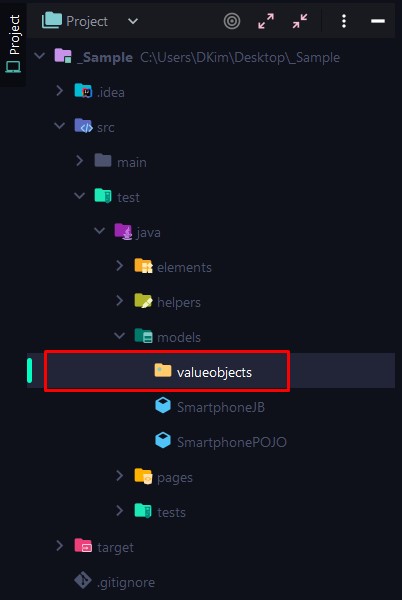 Project
Project
_Sample C:\Users\DKim\Desktop\_Sample
.idea
src
main
test
java
elements
helpers
models
valueobjects
SmartphoneJB
SmartphonePOJO
pages
tests
target
.gitignore